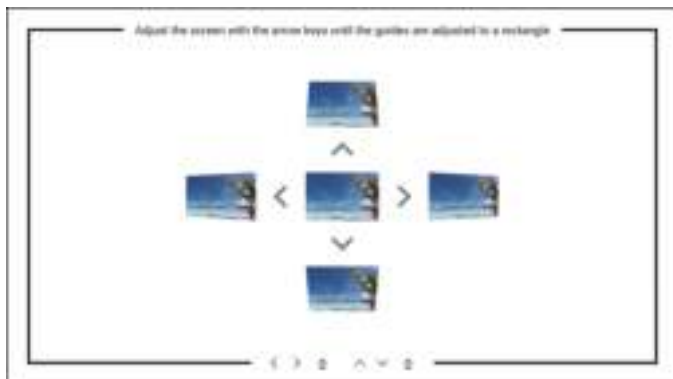 Adjust the screen with the arrow keys until the guides are adjusted to a rectangle
< > 0 ∧ ∨ 0